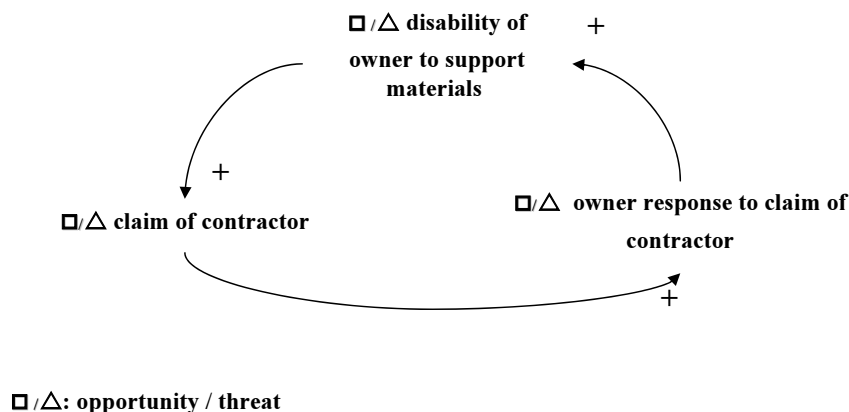 □/△ disability of
owner to support
materials
+
+
□/△ claim of contractor
□/△ owner response to claim of
contractor
+
□/△: opportunity / threat